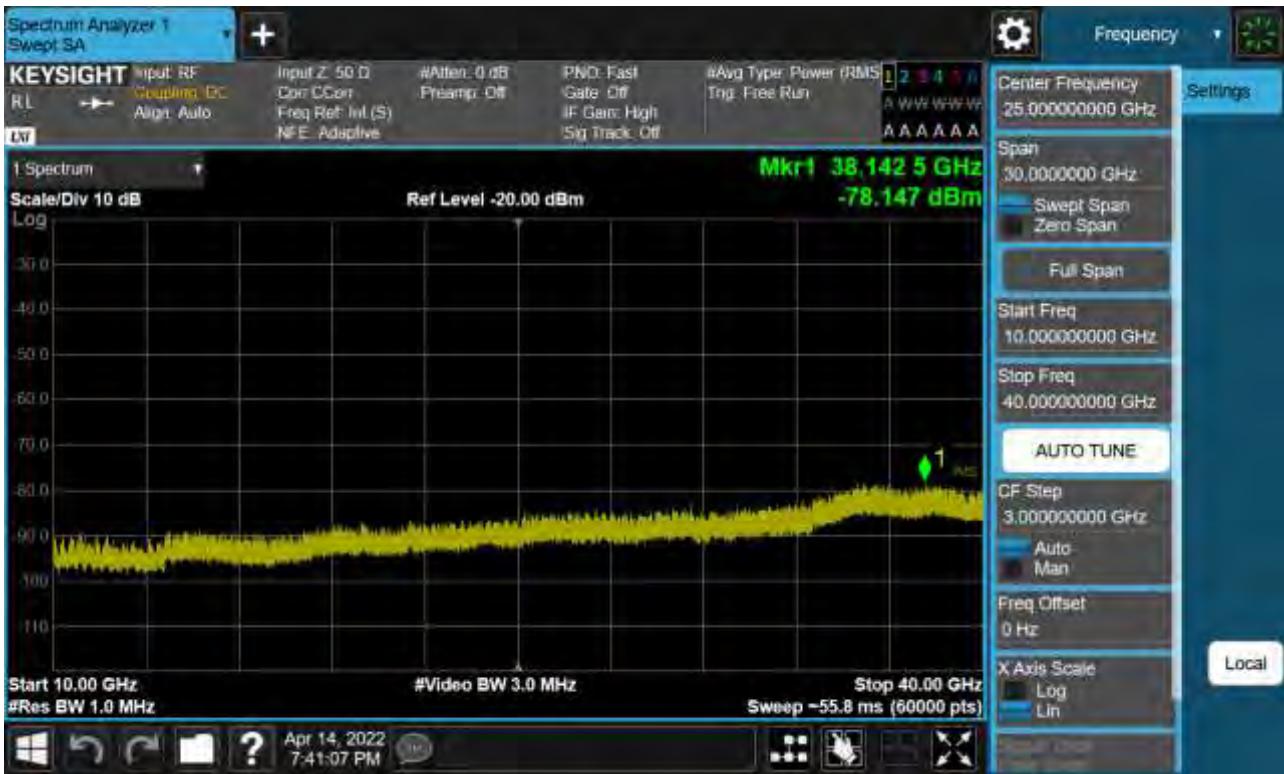 Spectrum Analyzer 1
Swept SA
Frequency
KEYSIGHT
RL
Input: RF
Coupling: DC
Align: Auto
Input Z: 50 Ω
Corr CCorr
Freq Ref: Int (S)
NFE: Adaptive
#Atten: 0 dB
Preamp: Off
PNO: Fast
Gate: Off
IF Gain: High
Sig Track: Off
#Avg Type: Power (RMS
Trig: Free Run
1 2 3 4 5 6
A W W W W W
A A A A A A
1 Spectrum
Scale/Div 10 dB
Ref Level -20.00 dBm
Mkr1 38.142 5 GHz
-78.147 dBm
Log
-30.0
-40.0
-50.0
-60.0
-70.0
-80.0
-90.0
-100
-110
1
Start 10.00 GHz
#Res BW 1.0 MHz
#Video BW 3.0 MHz
Stop 40.00 GHz
Sweep ~55.8 ms (60000 pts)
Center Frequency
25.000000000 GHz
Settings
Span
30.0000000 GHz
Swept Span
Zero Span
Full Span
Start Freq
10.000000000 GHz
Stop Freq
40.000000000 GHz
AUTO TUNE
CF Step
3.000000000 GHz
Auto
Man
Freq Offset
0 Hz
X Axis Scale
Log
Lin
Local
?
Apr 14, 2022
7:41:07 PM